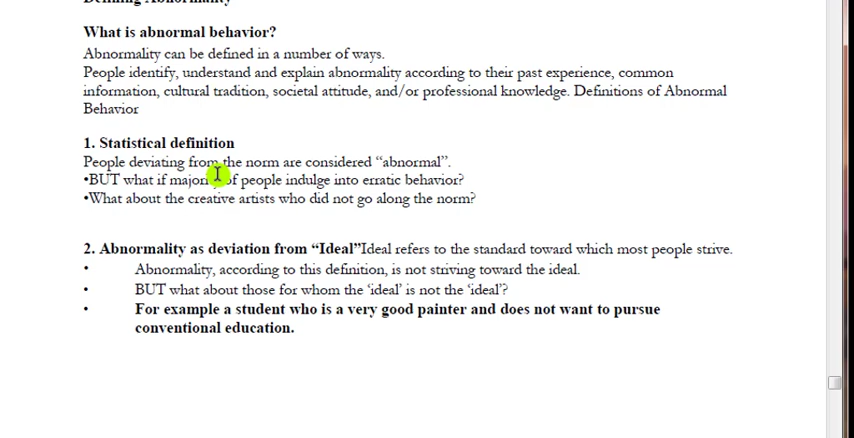 What is abnormal behavior?
Abnormality can be defined in a number of ways.
People identify, understand and explain abnormality according to their past experience, common
information, cultural tradition, societal attitude, and/or professional knowledge. Definitions of Abnormal
Behavior
1. Statistical definition
People deviating from the norm are considered “abnormal”.
•BUT what if majority of people indulge into erratic behavior?
•What about the creative artists who did not go along the norm?
2. Abnormality as deviation from “Ideal”Ideal refers to the standard toward which most people strive.
• Abnormality, according to this definition, is not striving toward the ideal.
• BUT what about those for whom the ‘ideal’ is not the ‘ideal’?
• For example a student who is a very good painter and does not want to pursue
conventional education.